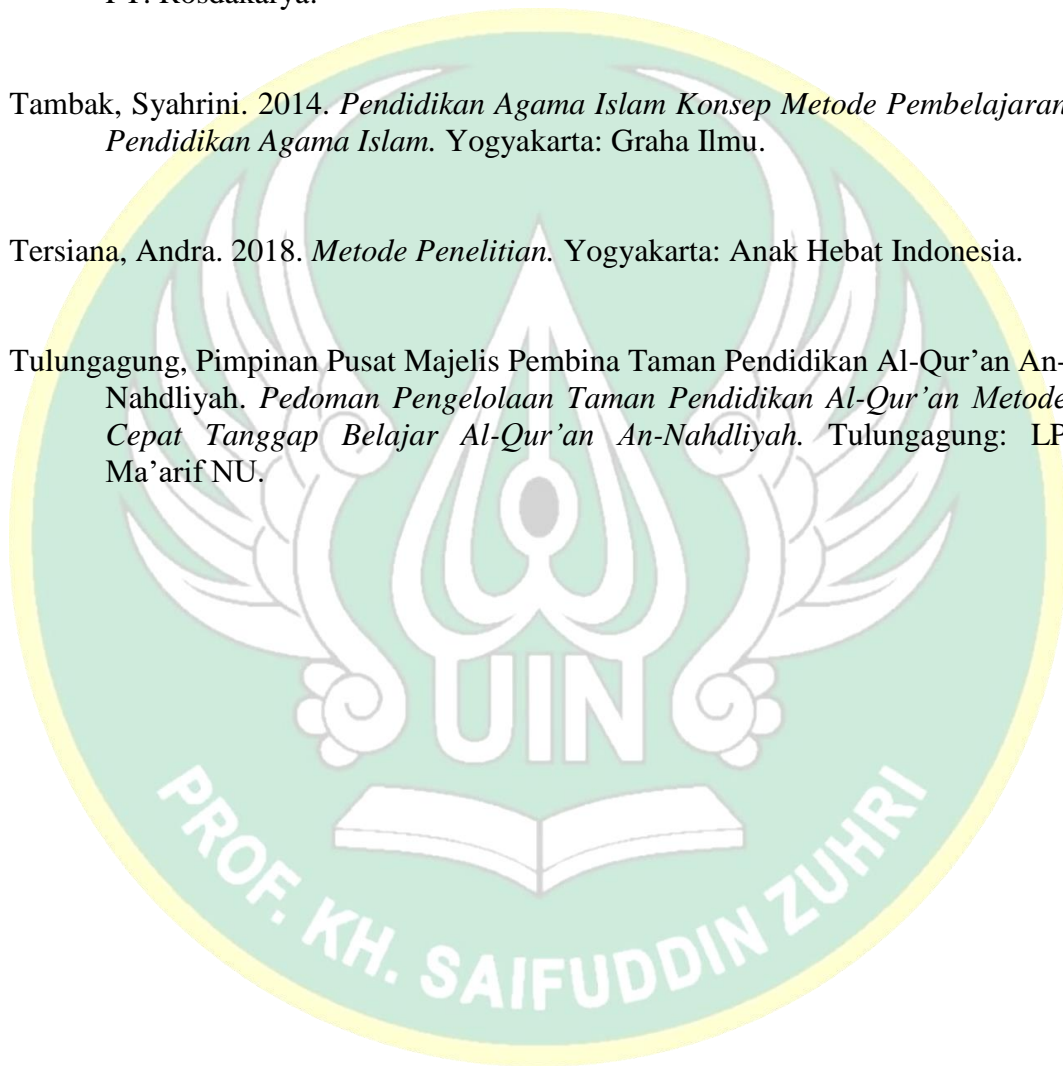 PT. Rosdakarya.
Tambak, Syahrini. 2014. Pendidikan Agama Islam Konsep Metode Pembelajaran
Pendidikan Agama Islam. Yogyakarta: Graha Ilmu.
Tersiana, Andra. 2018. Metode Penelitian. Yogyakarta: Anak Hebat Indonesia.
Tulungagung, Pimpinan Pusat Majelis Pembina Taman Pendidikan Al-Qur’an An-
Nahdliyah. Pedoman Pengelolaan Taman Pendidikan Al-Qur’an Metode
Cepat Tanggap Belajar Al-Qur’an An-Nahdliyah. Tulungagung: LP
Ma’arif NU.
UIN
PROF. KH. SAIFUDDIN ZUHRI